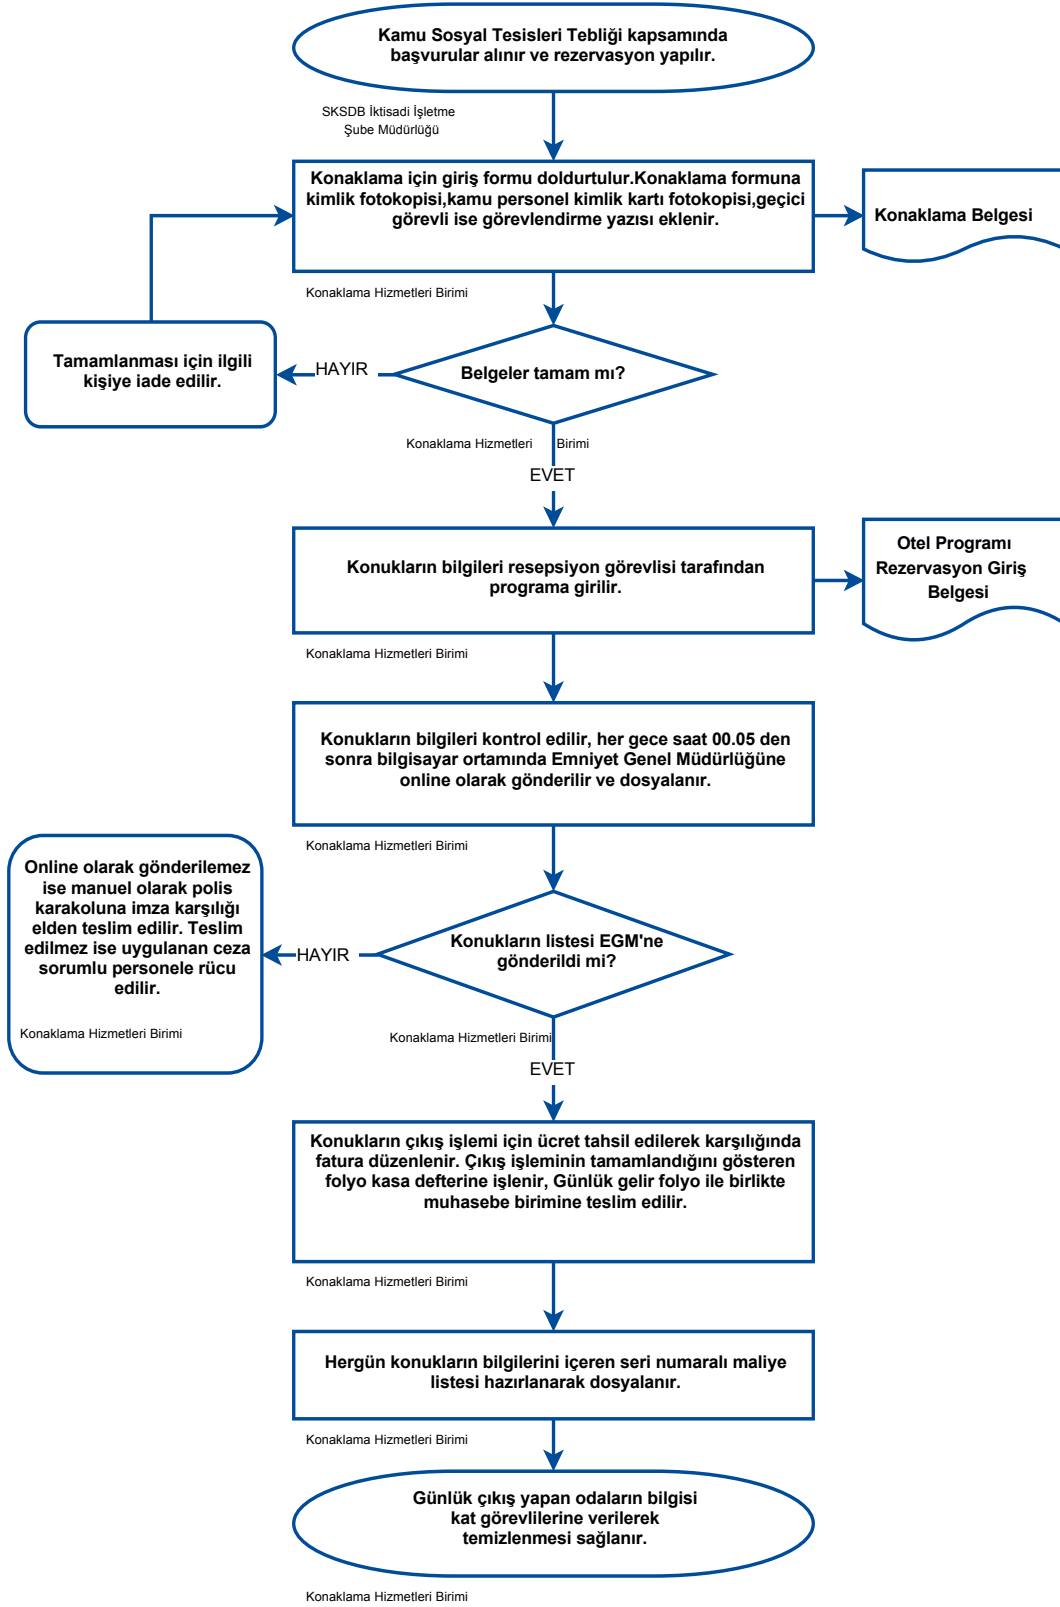 Kamu Sosyal Tesisleri Tebliği kapsamında
başvurular alınır ve rezervasyon yapılır.
SKSDB İktisadi İşletme
Şube Müdürlüğü
Konaklama için giriş formu doldurtulur.Konaklama formuna
kimlik fotokopisi,kamu personel kimlik kartı fotokopisi,geçici
görevli ise görevlendirme yazısı eklenir.
Konaklama Belgesi
Konaklama Hizmetleri Birimi
Tamamlanması için ilgili
kişiye iade edilir.
HAYIR
Belgeler tamam mı?
Konaklama Hizmetleri Birimi
EVET
Konukların bilgileri resepsiyon görevlisi tarafından
programa girilir.
Otel Programı
Rezervasyon Giriş
Belgesi
Konaklama Hizmetleri Birimi
Konukların bilgileri kontrol edilir, her gece saat 00.05 den
sonra bilgisayar ortamında Emniyet Genel Müdürlüğüne
online olarak gönderilir ve dosyalanır.
Konaklama Hizmetleri Birimi
Online olarak gönderilemez
ise manuel olarak polis
karakoluna imza karşılığı
elden teslim edilir. Teslim
edilmez ise uygulanan ceza
sorumlu personele rücu
edilir.
Konaklama Hizmetleri Birimi
HAYIR
Konukların listesi EGM'ne
gönderildi mi?
Konaklama Hizmetleri Birimi
EVET
Konukların çıkış işlemi için ücret tahsil edilerek karşılığında
fatura düzenlenir. Çıkış işleminin tamamlandığını gösteren
folyo kasa defterine işlenir, Günlük gelir folyo ile birlikte
muhasebe birimine teslim edilir.
Konaklama Hizmetleri Birimi
Hergün konukların bilgilerini içeren seri numaralı maliye
listesi hazırlanarak dosyalanır.
Konaklama Hizmetleri Birimi
Günlük çıkış yapan odaların bilgisi
kat görevlilerine verilerek
temizlenmesi sağlanır.
Konaklama Hizmetleri Birimi